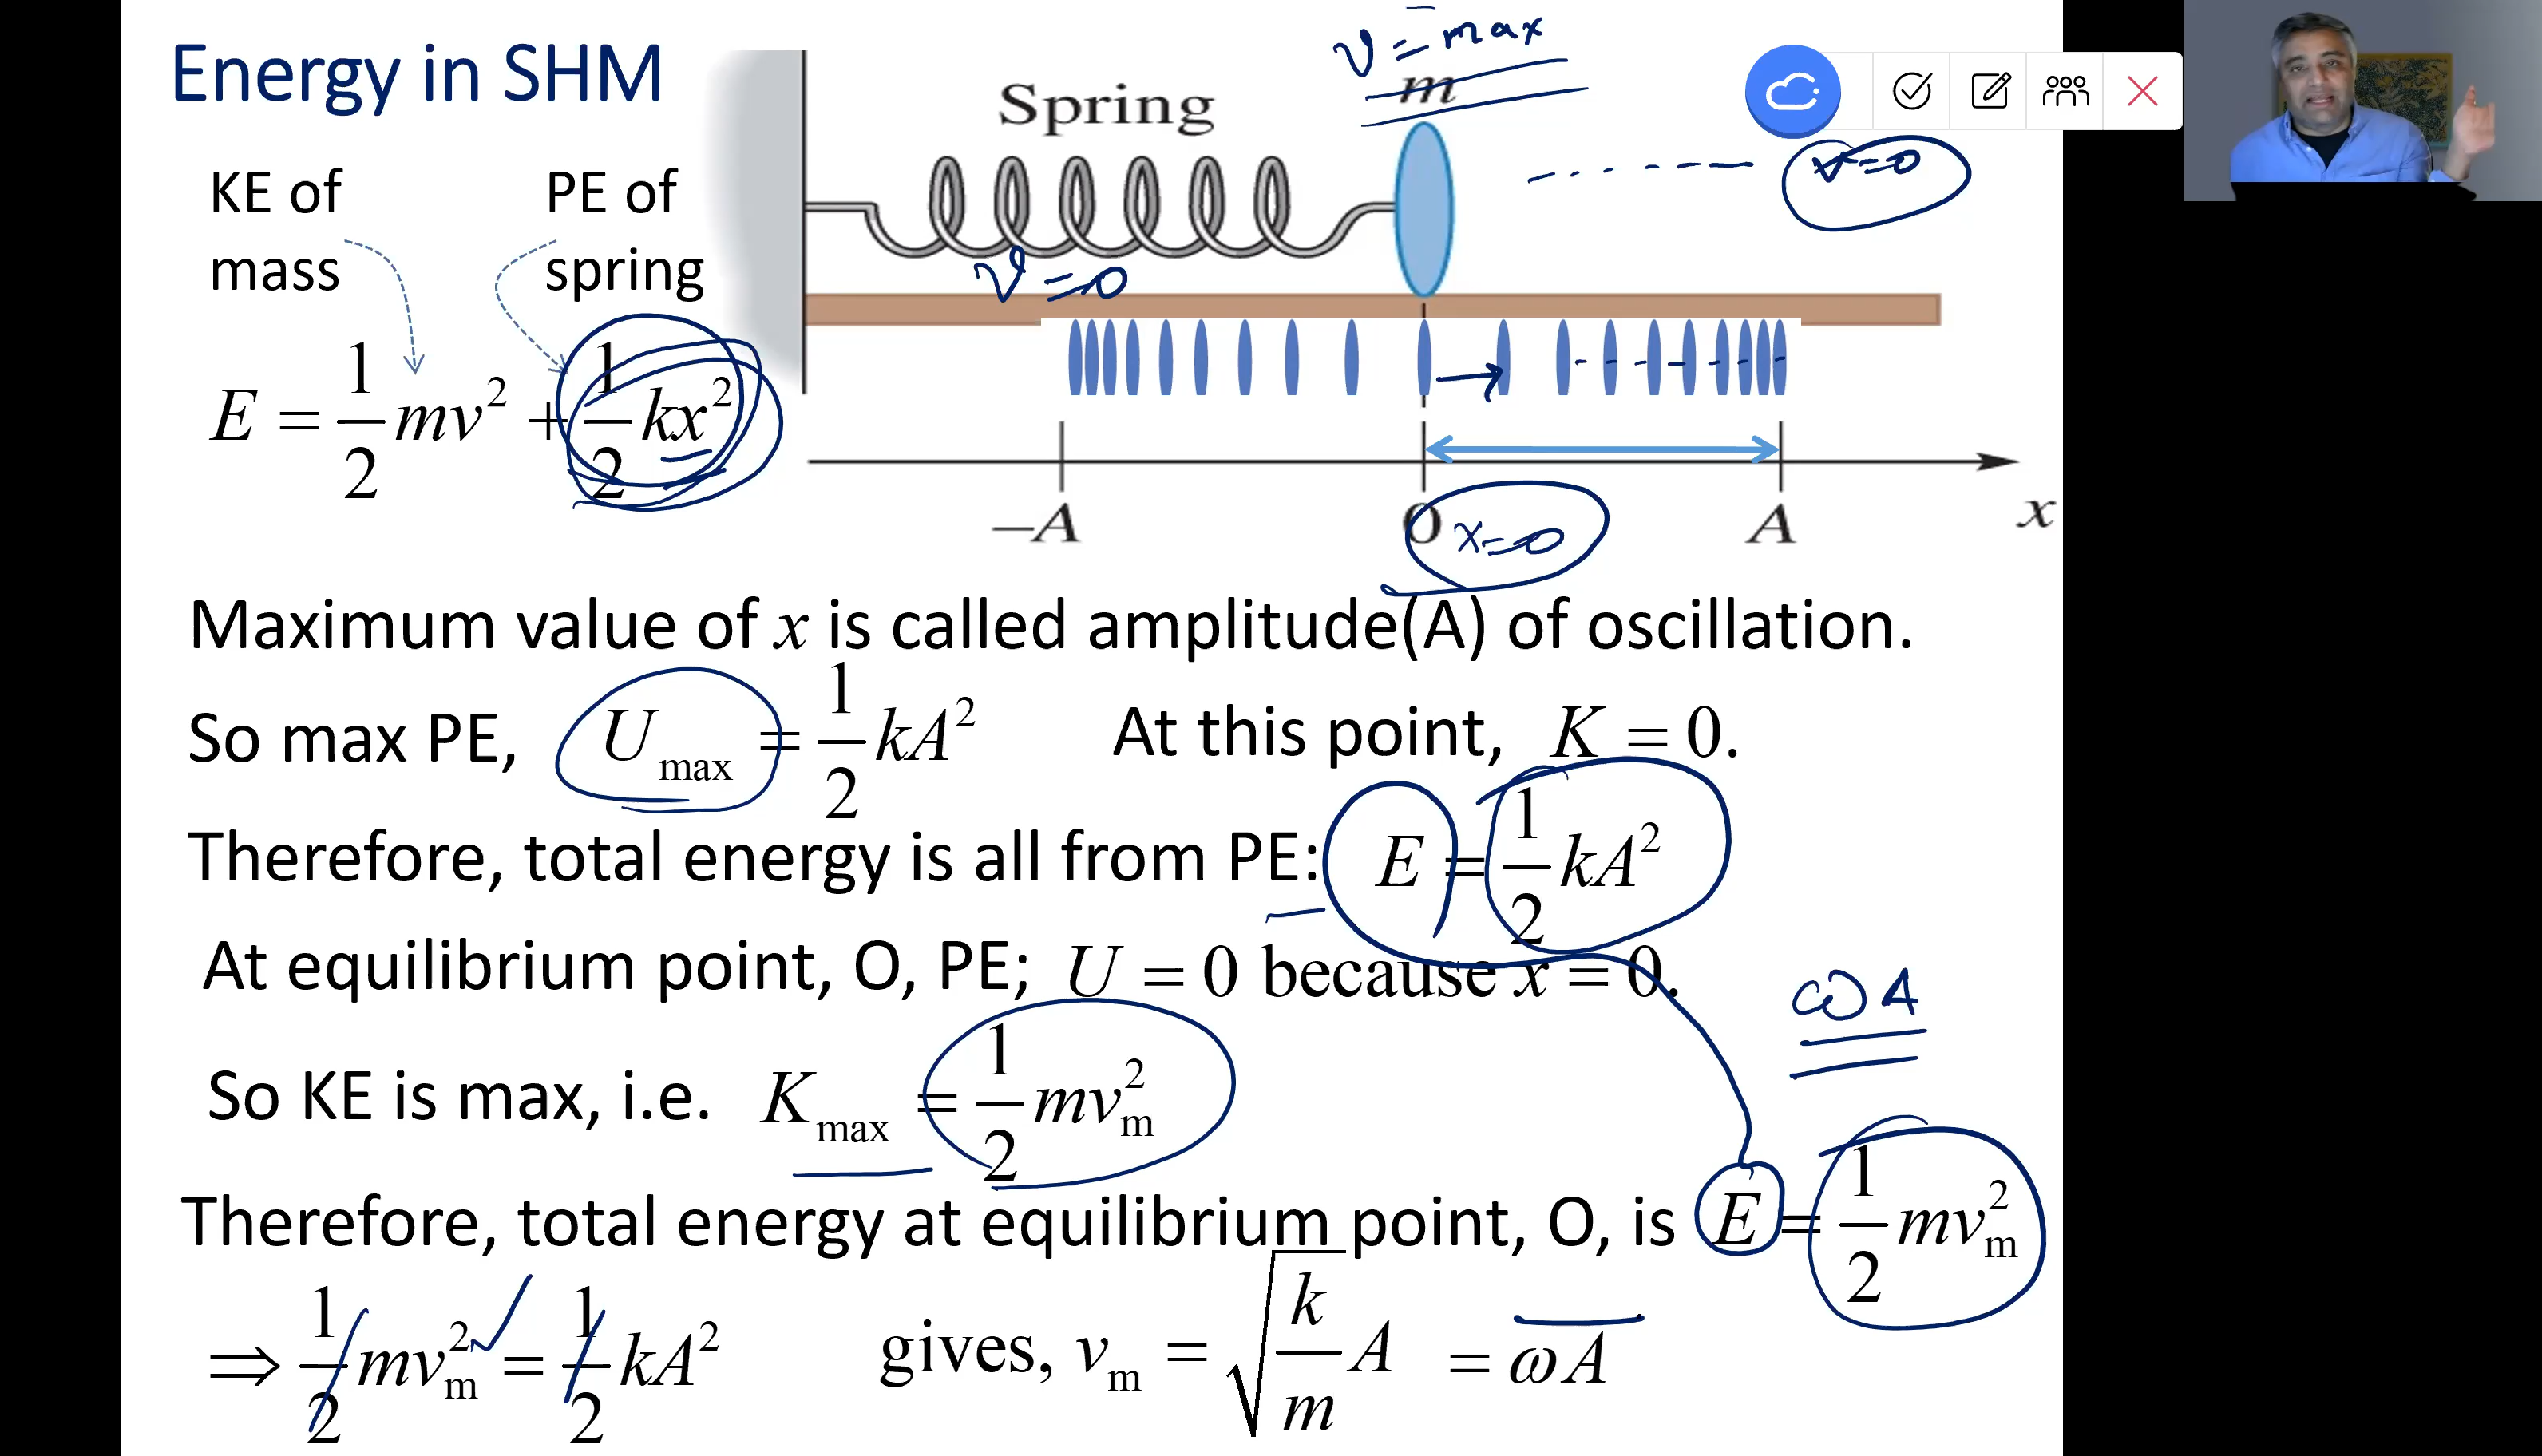 Energy in SHM
v = max
Spring
m
v=0
KE of mass
PE of spring
v=0
E = 1/2 mv² + 1/2 kx²
−A
0
x=0
A
x
Maximum value of x is called amplitude(A) of oscillation.
So max PE, U_max = 1/2 kA² At this point, K = 0.
Therefore, total energy is all from PE: E = 1/2 kA²
At equilibrium point, O, PE; U = 0 because x = 0.
ωA
So KE is max, i.e. K_max = 1/2 mv_m²
Therefore, total energy at equilibrium point, O, is E = 1/2 mv_m²
⇒ 1/2 mv_m² = 1/2 kA² gives, v_m = √(k/m) A = ωA